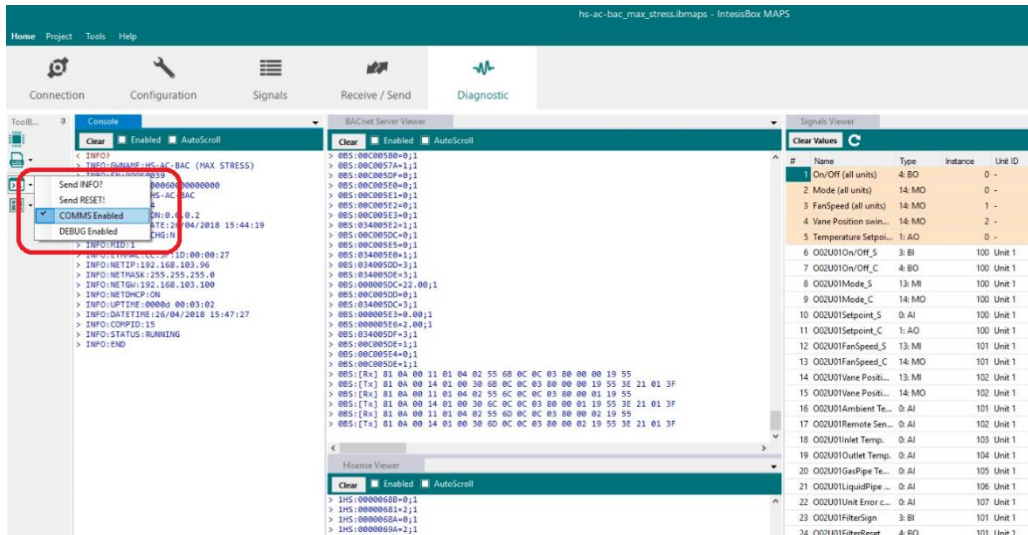 hs-ac-bac_max_stress.ibmaps - IntesisBox MAPS
Home Project Tools Help
Connection
Configuration
Signals
Receive / Send
Diagnostic
ToolB...
Console
Clear Enabled AutoScroll
< INFO?
> INFO:GWNAME:HS-AC-BAC (MAX STRESS)
Send INFO?
Send RESET!
COMMS Enabled
DEBUG Enabled
> INFO:MID:1
> INFO:NETIP:192.168.103.96
> INFO:NETMASK:255.255.255.0
> INFO:NETGW:192.168.103.100
> INFO:NETDHCP:ON
> INFO:UPTIME:0000d 00:03:02
> INFO:DATETIME:26/04/2018 15:47:27
> INFO:COMPID:15
> INFO:STATUS:RUNNING
> INFO:END
BACnet Server Viewer
Clear Enabled AutoScroll
> 0BS:00C00580=0;1
> 0BS:00C0057A=1;1
> 0BS:00C005DF=0;1
> 0BS:00C005E0=0;1
> 0BS:00C005E1=0;1
> 0BS:00C005E2=0;1
> 0BS:034005E2=1;1
> 0BS:034005DC=0;1
> 0BS:00C005E5=0;1
> 0BS:034005E0=1;1
> 0BS:034005DD=3;1
> 0BS:034005DE=3;1
> 0BS:000005DC=22.00;1
> 0BS:00C005DD=0;1
> 0BS:034005DC=3;1
> 0BS:000005E3=0.00;1
> 0BS:000005E6=2.00;1
> 0BS:034005DF=3;1
> 0BS:00C005DE=1;1
> 0BS:00C005E4=0;1
> 0BS:00C005DE=1;1
> 0BS:[Rx] 81 0A 00 11 01 04 02 55 6B 0C 0C 03 80 00 00 19 55
> 0BS:[Tx] 81 0A 00 14 01 00 30 6B 0C 0C 03 80 00 00 19 55 3E 21 01 3F
> 0BS:[Rx] 81 0A 00 11 01 04 02 55 6C 0C 0C 03 80 00 01 19 55
> 0BS:[Tx] 81 0A 00 14 01 00 30 6C 0C 0C 03 80 00 01 19 55 3E 21 01 3F
> 0BS:[Rx] 81 0A 00 11 01 04 02 55 6D 0C 0C 03 80 00 02 19 55
> 0BS:[Tx] 81 0A 00 14 01 00 30 6D 0C 0C 03 80 00 02 19 55 3E 21 01 3F
Hisense Viewer
Clear Enabled AutoScroll
> 1HS:0000068B=0;1
> 1HS:00000681=2;1
> 1HS:0000068A=0;1
> 1HS:0000069A=2;1
Signals Viewer
Clear Values
# Name Type Instance Unit ID
1 On/Off (all units) 4: BO 0 -
2 Mode (all units) 14: MO 0 -
3 FanSpeed (all units) 14: MO 1 -
4 Vane Position swin... 14: MO 2 -
5 Temperature Setpoi... 1: AO 0 -
6 O02U01On/Off_S 3: BI 100 Unit 1
7 O02U01On/Off_C 4: BO 100 Unit 1
8 O02U01Mode_S 13: MI 100 Unit 1
9 O02U01Mode_C 14: MO 100 Unit 1
10 O02U01Setpoint_S 0: AI 100 Unit 1
11 O02U01Setpoint_C 1: AO 100 Unit 1
12 O02U01FanSpeed_S 13: MI 101 Unit 1
13 O02U01FanSpeed_C 14: MO 101 Unit 1
14 O02U01Vane Positi... 13: MI 102 Unit 1
15 O02U01Vane Positi... 14: MO 102 Unit 1
16 O02U01Ambient Te... 0: AI 101 Unit 1
17 O02U01Remote Sen... 0: AI 102 Unit 1
18 O02U01Inlet Temp. 0: AI 103 Unit 1
19 O02U01Outlet Temp. 0: AI 104 Unit 1
20 O02U01GasPipe Te... 0: AI 105 Unit 1
21 O02U01LiquidPipe ... 0: AI 106 Unit 1
22 O02U01Unit Error c... 0: AI 107 Unit 1
23 O02U01FilterSign 3: BI 101 Unit 1
24 O02U01FilterReset 4: BO 101 Unit 1